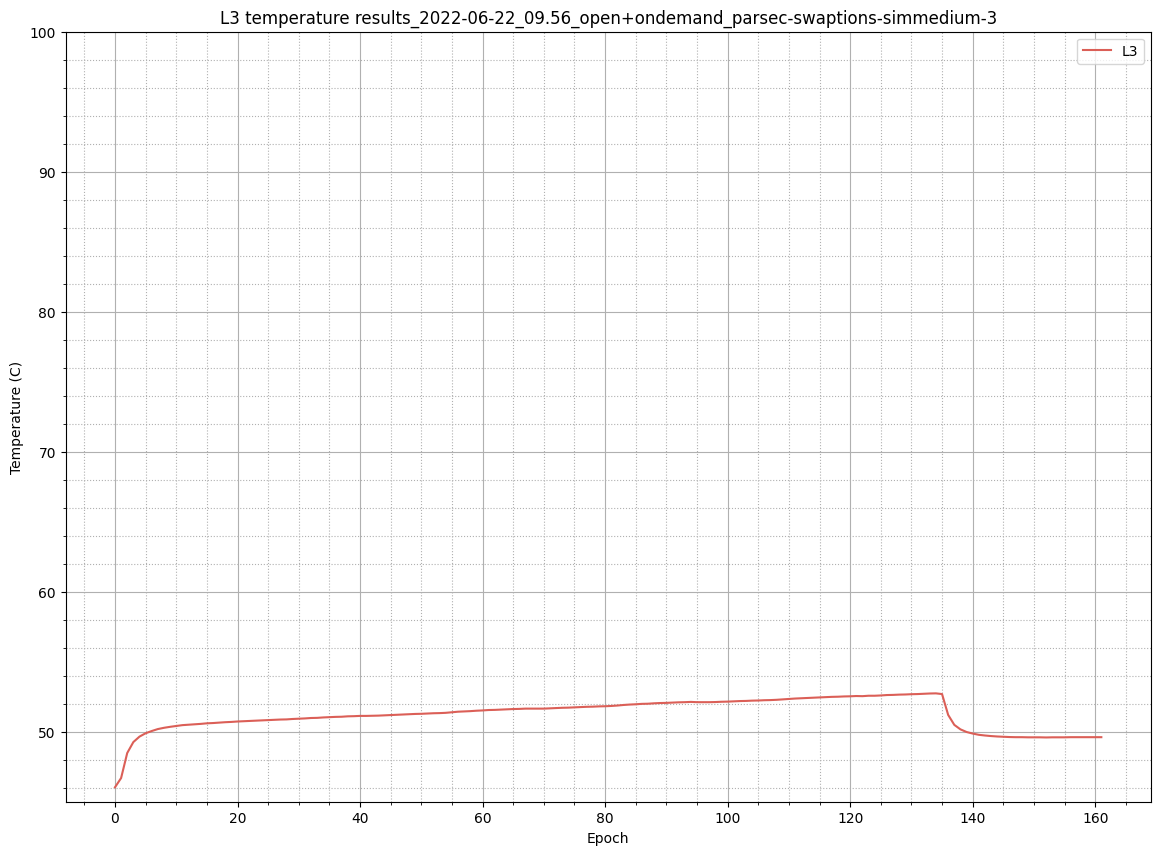 L3 temperature results_2022-06-22_09.56_open+ondemand_parsec-swaptions-simmedium-3
L3
100
90
80
70
60
50
Temperature (C)
0 20 40 60 80 100 120 140 160
Epoch